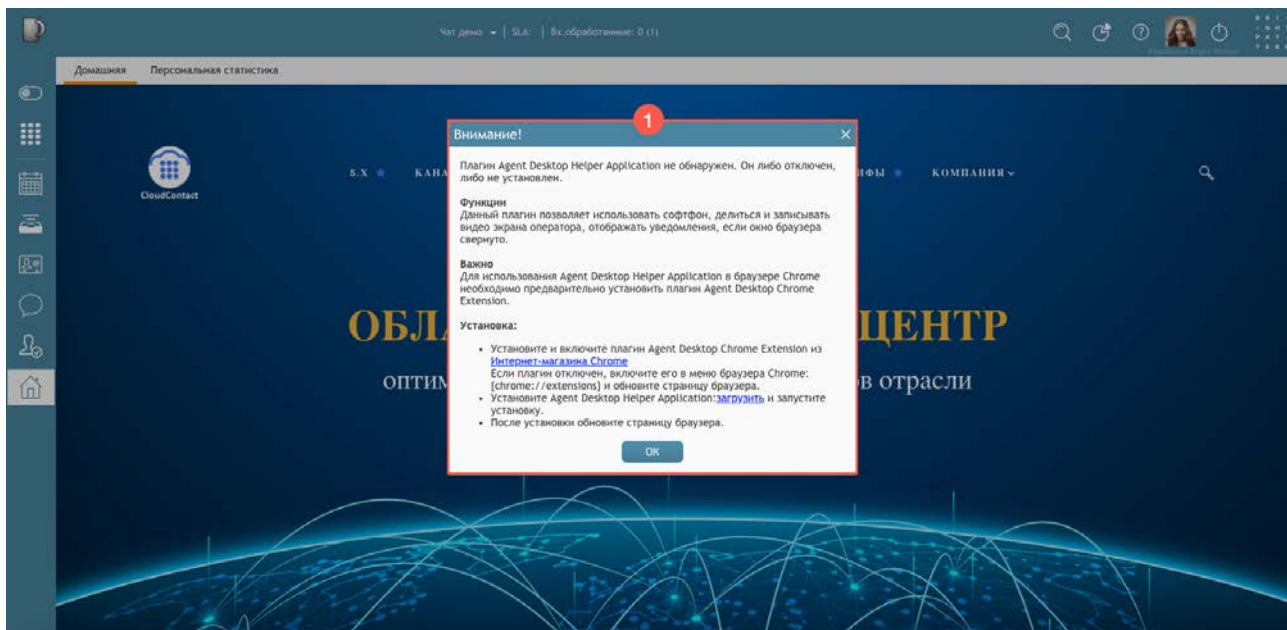 Чат демо
SLA:
Вх.обработанные: 0 (1)
Домашняя
Персональная статистика
1
Внимание!
CloudContact
5.X
КАНА
ИФЫ
КОМПАНИЯ
Плагин Agent Desktop Helper Application не обнаружен. Он либо отключен,
либо не установлен.
Функции
Данный плагин позволяет использовать софтфон, делиться и записывать
видео экрана оператора, отображать уведомления, если окно браузера
свернуто.
Важно
Для использования Agent Desktop Helper Application в браузере Chrome
необходимо предварительно установить плагин Agent Desktop Chrome
Extension.
Установка:
• Установите и включите плагин Agent Desktop Chrome Extension из
Интернет-магазина Chrome
Если плагин отключен, включите его в меню браузера Chrome:
[chrome://extensions] и обновите страницу браузера.
• Установите Agent Desktop Helper Application:загрузить и запустите
установку.
• После установки обновите страницу браузера.
OK
ОБЛА
ЦЕНТР
ОПТИМ
В ОТРАСЛИ